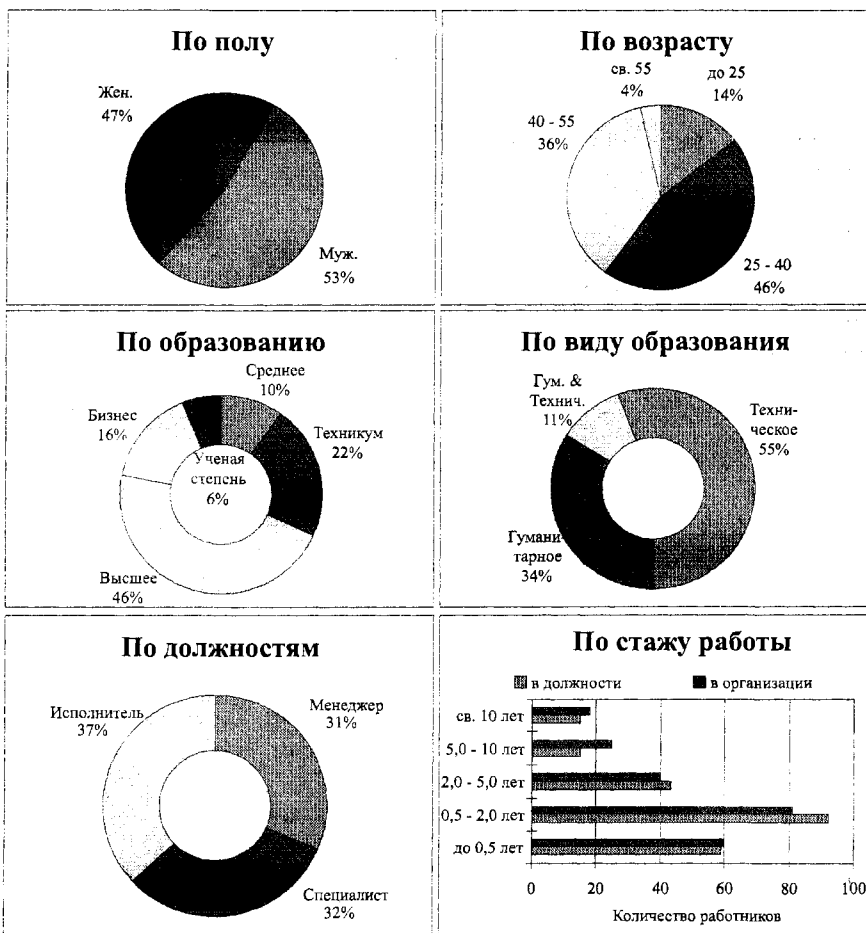 По полу
Жен.
47%
Муж.
53%
По возрасту
св. 55
4%
до 25
14%
40 - 55
36%
25 - 40
46%
По образованию
Среднее
10%
Бизнес
16%
Техникум
22%
Ученая
степень
6%
Высшее
46%
По виду образования
Гум. &
Технич.
11%
Техни-
ческое
55%
Гумани-
тарное
34%
По должностям
Исполнитель
37%
Менеджер
31%
Специалист
32%
По стажу работы
в должности
в организации
св. 10 лет
5,0 - 10 лет
2,0 - 5,0 лет
0,5 - 2,0 лет
до 0,5 лет
0 20 40 60 80 100
Количество работников